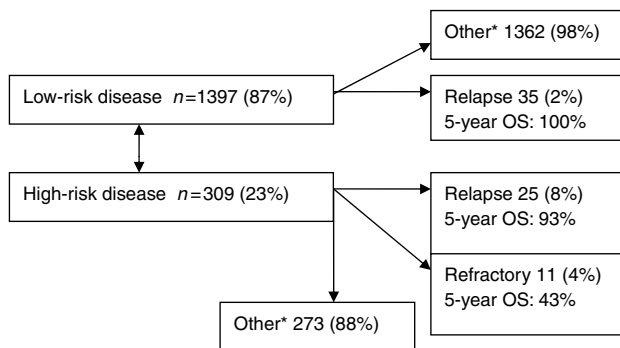 Other* 1362 (98%)
Low-risk disease n=1397 (87%)
Relapse 35 (2%)
5-year OS: 100%
High-risk disease n=309 (23%)
Relapse 25 (8%)
5-year OS: 93%
Refractory 11 (4%)
5-year OS: 43%
Other* 273 (88%)